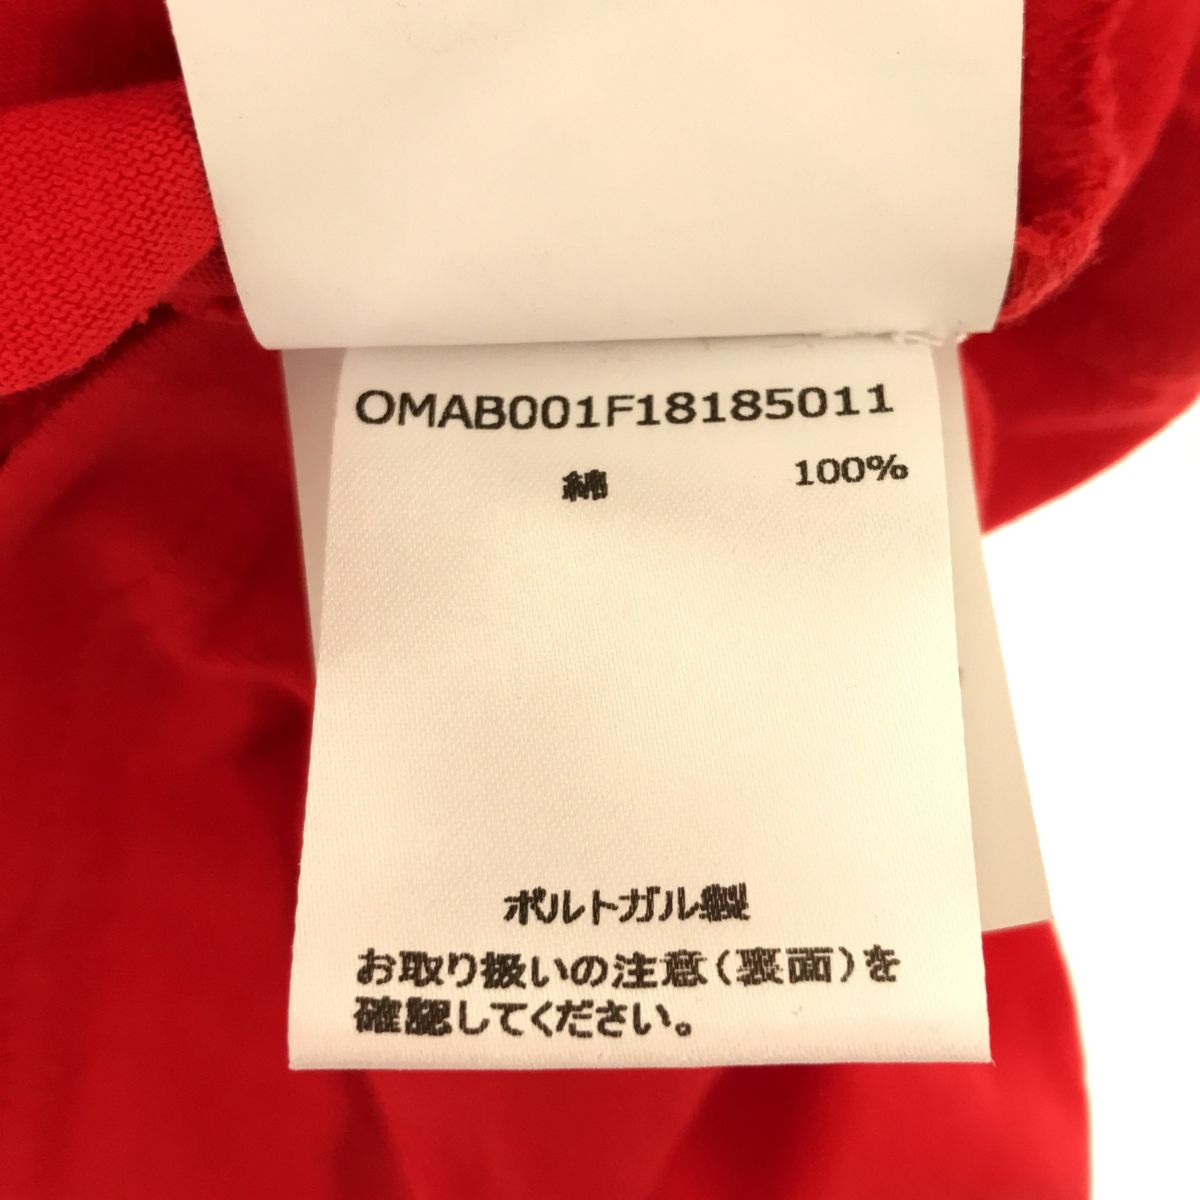 OMAB001F18185011
綿 100%
ポルトガル製
お取り扱いの注意(裏面)を
確認してください。